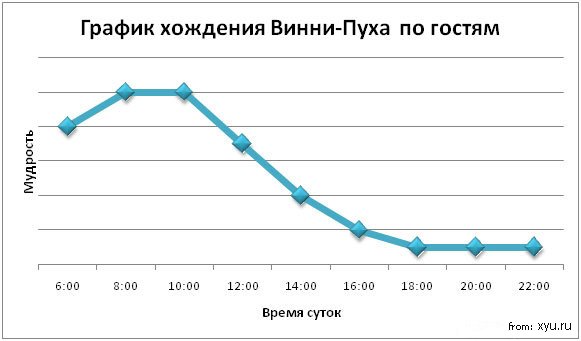 График хождения Винни-Пуха по гостям
Мудрость
6:00 8:00 10:00 12:00 14:00 16:00 18:00 20:00 22:00
Время суток
from: xyu.ru